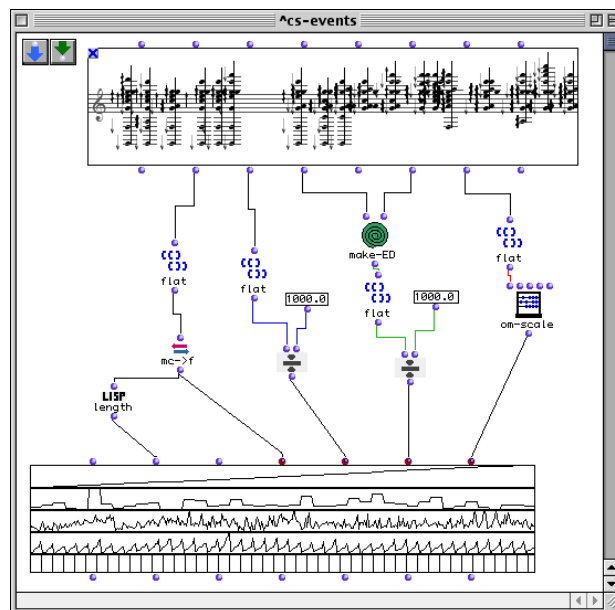 ^cs-events
make-ED
flat
flat
flat
1000.0
1000.0
flat
om-scale
mc->f
LISP
length